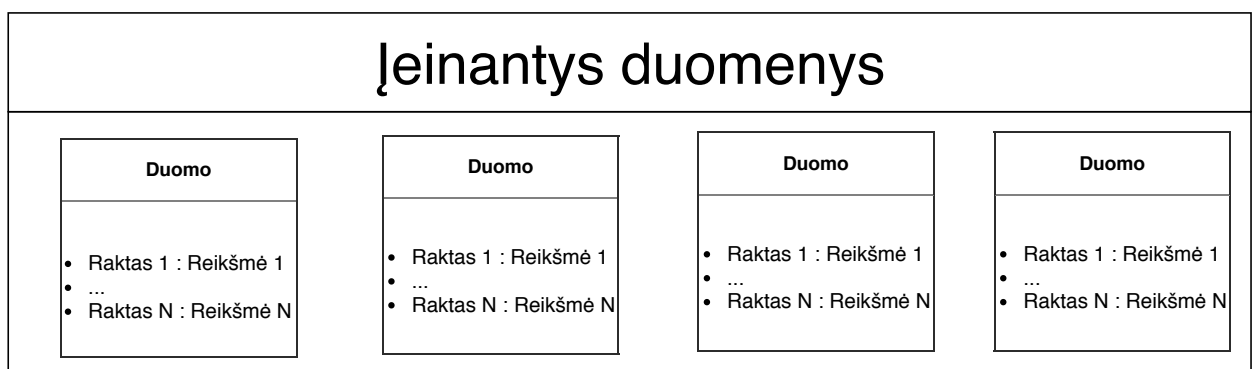 Įeinantys duomenys
Duomo
• Raktas 1 : Reikšmė 1
• ...
• Raktas N : Reikšmė N
Duomo
• Raktas 1 : Reikšmė 1
• ...
• Raktas N : Reikšmė N
Duomo
• Raktas 1 : Reikšmė 1
• ...
• Raktas N : Reikšmė N
Duomo
• Raktas 1 : Reikšmė 1
• ...
• Raktas N : Reikšmė N